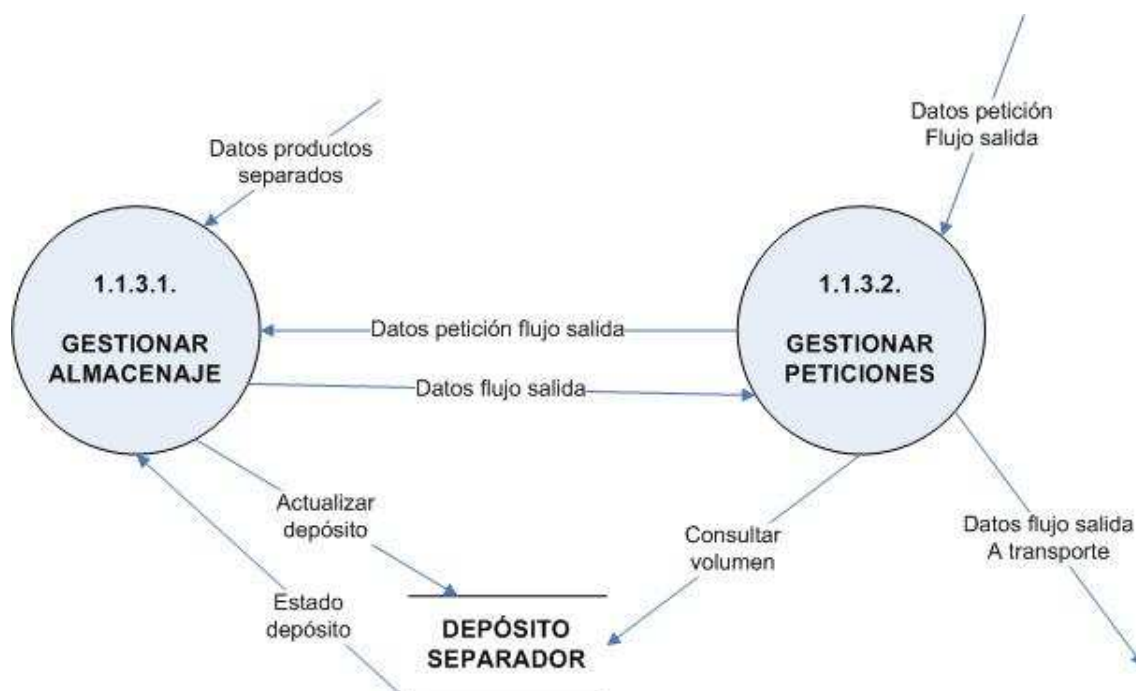 Datos petición
Flujo salida
Datos productos
separados
1.1.3.1.
GESTIONAR
ALMACENAJE
1.1.3.2.
GESTIONAR
PETICIONES
Datos petición flujo salida
Datos flujo salida
Actualizar
depósito
Consultar
volumen
Datos flujo salida
A transporte
Estado
depósito
DEPÓSITO
SEPARADOR